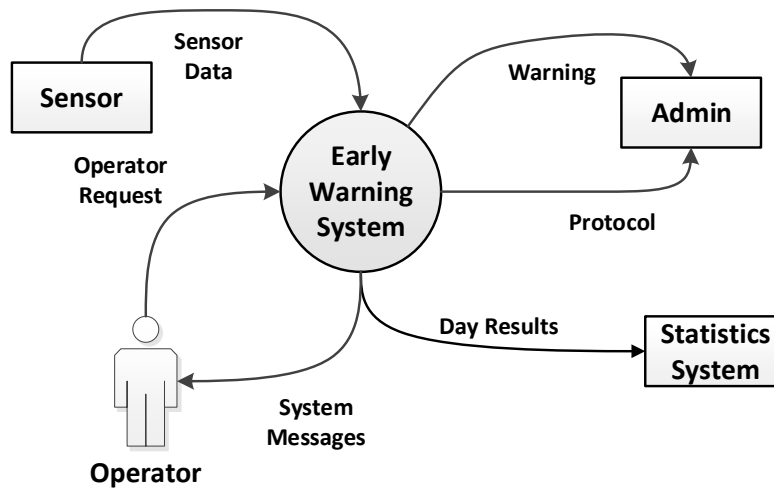 Sensor
Data
Warning
Sensor
Admin
Operator
Request
Early
Warning
System
Protocol
Day Results
Statistics
System
System
Messages
Operator